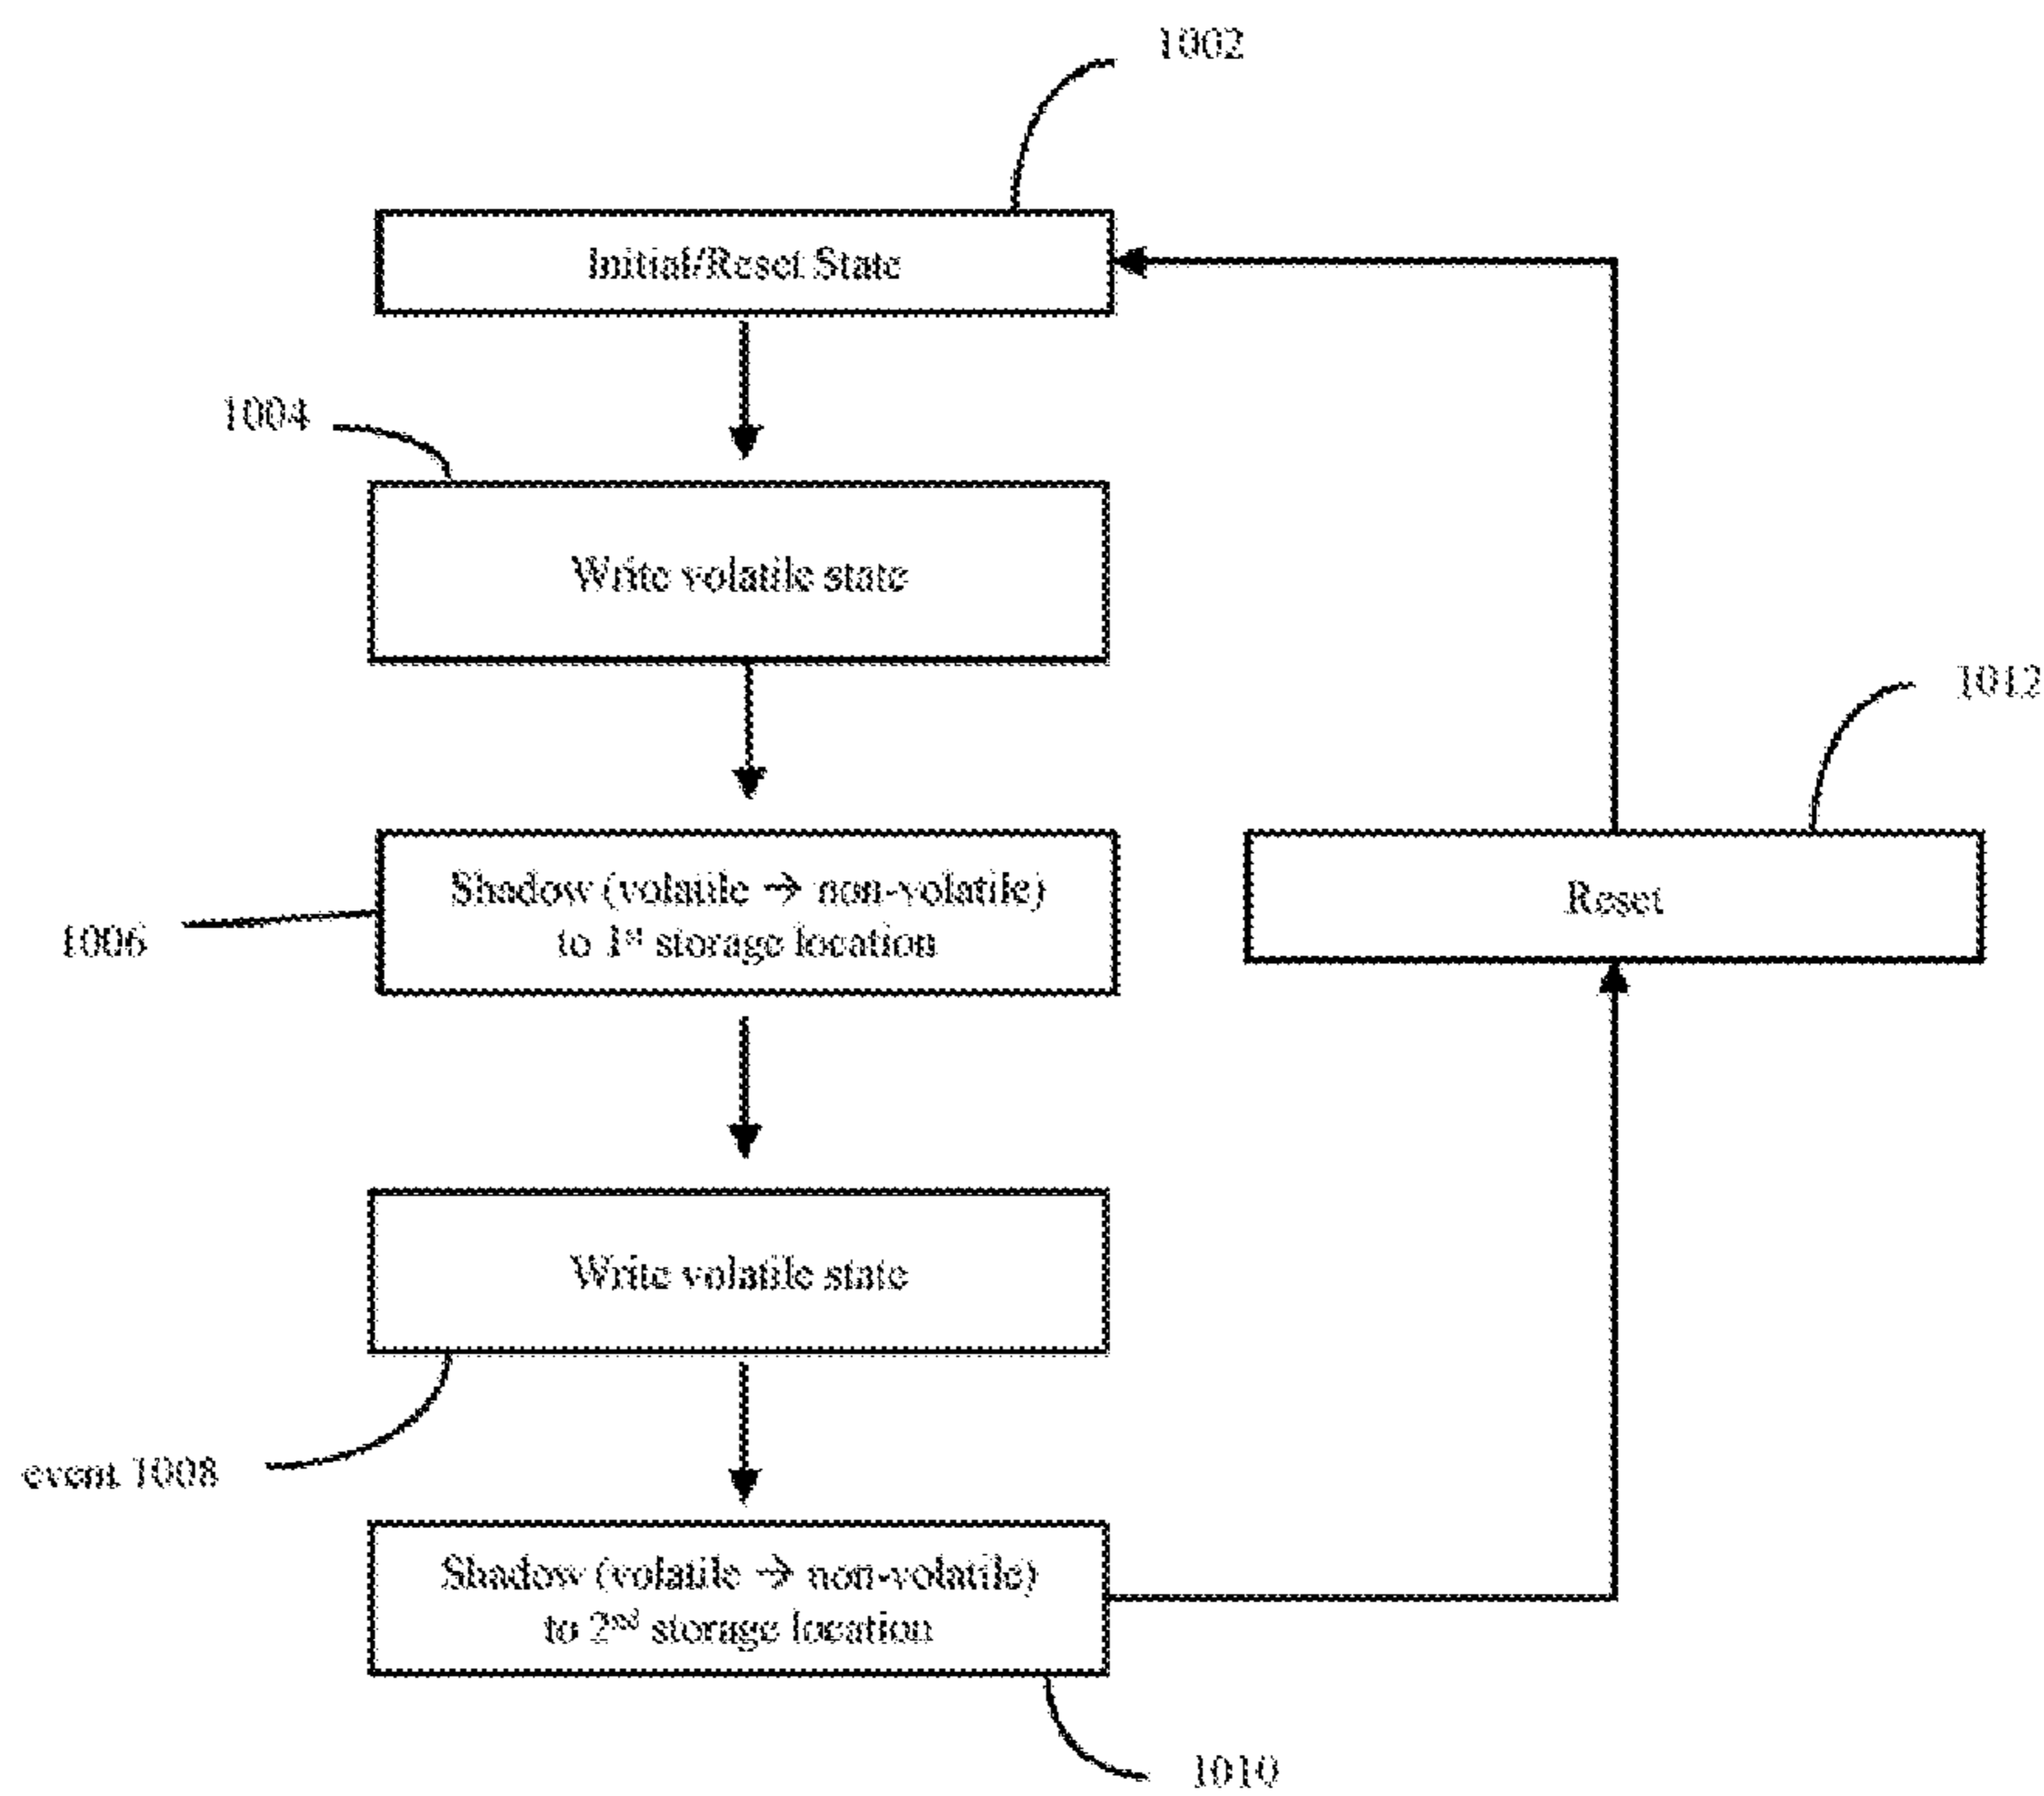 1002
Initial/Reset State
1004
Write volatile state
1012
Shadow (volatile → non-volatile)
to 1st storage location
Reset
1006
Write volatile state
event 1008
Shadow (volatile → non-volatile)
to 2nd storage location
1010